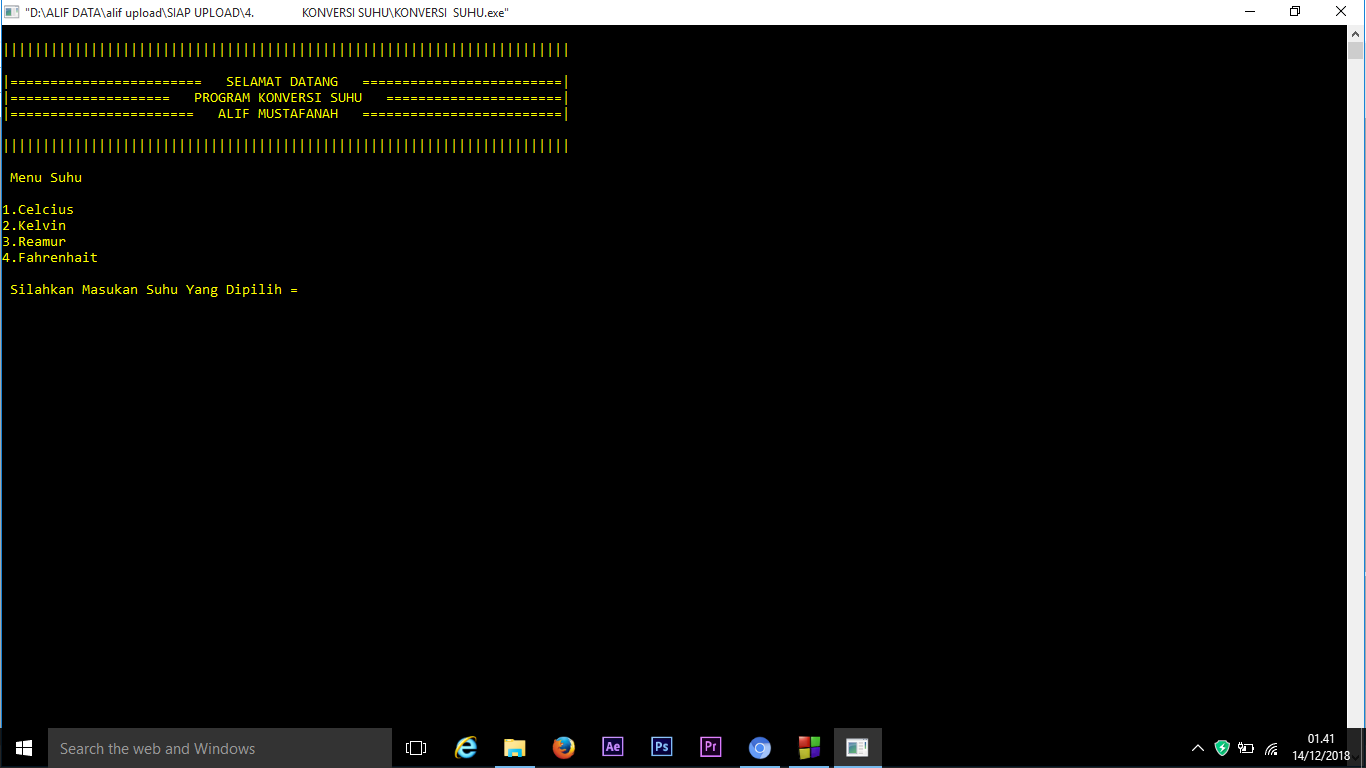 "D:\ALIF DATA\alif upload\SIAP UPLOAD\4. KONVERSI SUHU\KONVERSI SUHU.exe"
|||||||||||||||||||||||||||||||||||||||||||||||||||||||||||||||||||||||
|======================== SELAMAT DATANG =========================|
|==================== PROGRAM KONVERSI SUHU ======================|
|======================= ALIF MUSTAFANAH =========================|
|||||||||||||||||||||||||||||||||||||||||||||||||||||||||||||||||||||||
Menu Suhu
1.Celcius
2.Kelvin
3.Reamur
4.Fahrenhait
Silahkan Masukan Suhu Yang Dipilih =
Search the web and Windows
Ae
Ps
Pr
01.41
14/12/2018